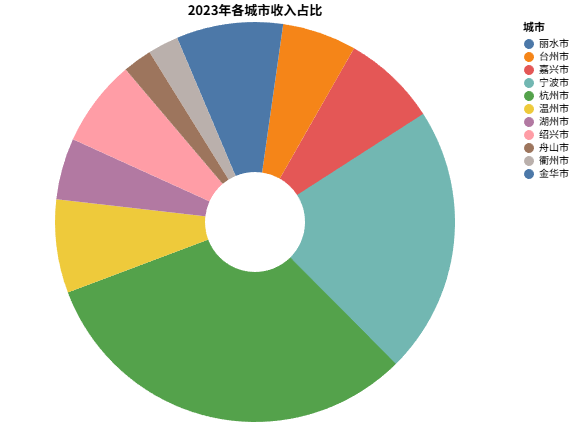 2023年各城市收入占比
城市
丽水市
台州市
嘉兴市
宁波市
杭州市
温州市
湖州市
绍兴市
舟山市
衢州市
金华市